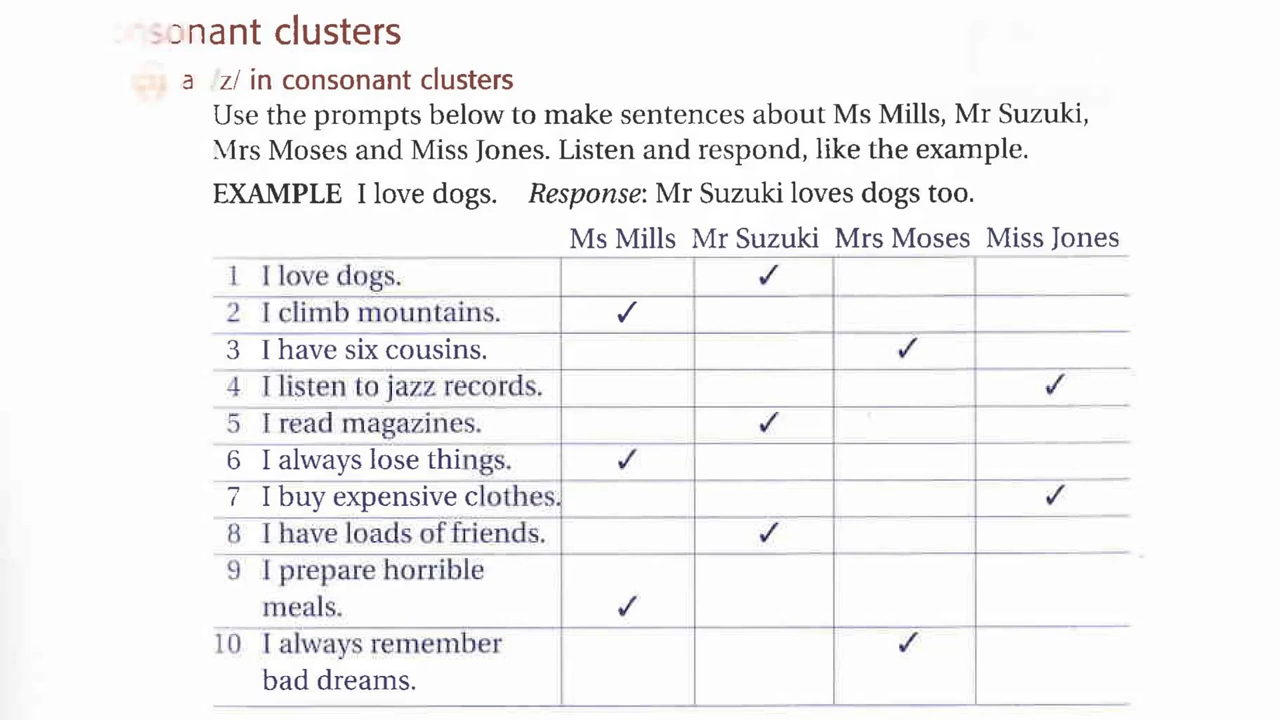 onsonant clusters
a /z/ in consonant clusters
Use the prompts below to make sentences about Ms Mills, Mr Suzuki,
Mrs Moses and Miss Jones. Listen and respond, like the example.
EXAMPLE I love dogs. Response: Mr Suzuki loves dogs too.
Ms Mills Mr Suzuki Mrs Moses Miss Jones
1 I love dogs. ✓
2 I climb mountains. ✓
3 I have six cousins. ✓
4 I listen to jazz records. ✓
5 I read magazines. ✓
6 I always lose things. ✓
7 I buy expensive clothes. ✓
8 I have loads of friends. ✓
9 I prepare horrible
meals. ✓
10 I always remember ✓
bad dreams.